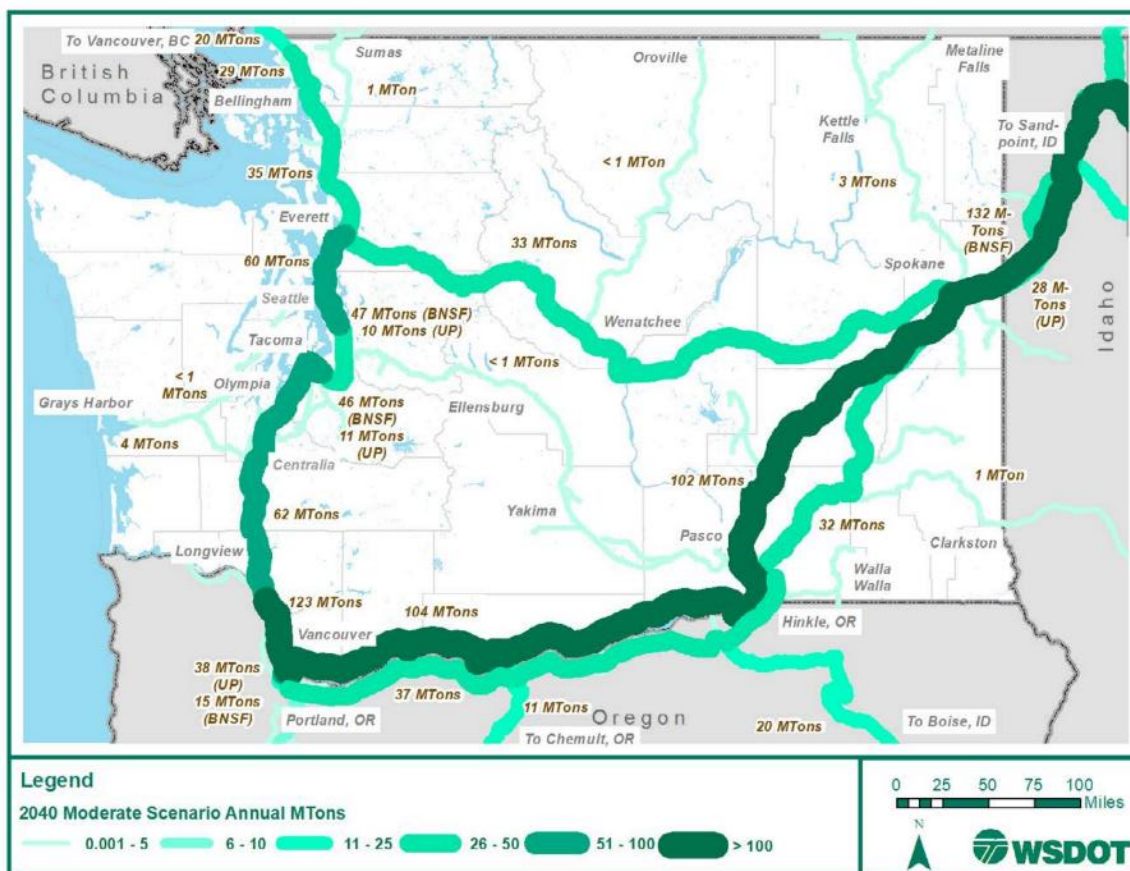 To Vancouver, BC
20 MTons
British
Columbia
29 MTons
Bellingham
Sumas
1 MTon
Oroville
Metaline
Falls
Kettle
Falls
To Sand-
point, ID
< 1 MTon
3 MTons
35 MTons
Everett
33 MTons
132 M-
Tons
(BNSF)
Spokane
60 MTons
Seattle
28 M-
Tons
(UP)
Idaho
47 MTons (BNSF)
10 MTons (UP)
Wenatchee
Tacoma
< 1 MTons
< 1
MTons
Olympia
Grays Harbor
46 MTons
(BNSF)
11 MTons
(UP)
Ellensburg
4 MTons
Centralia
102 MTons
1 MTon
62 MTons
Yakima
Pasco
32 MTons
Clarkston
Longview
Walla
Walla
123 MTons
104 MTons
Vancouver
Hinkle, OR
38 MTons
(UP)
15 MTons
(BNSF)
37 MTons
Portland, OR
11 MTons
Oregon
To Chemult, OR
20 MTons
To Boise, ID
Legend
2040 Moderate Scenario Annual MTons
0.001 - 5 6 - 10 11 - 25 26 - 50 51 - 100 > 100
0 25 50 75 100
Miles
N
WSDOT